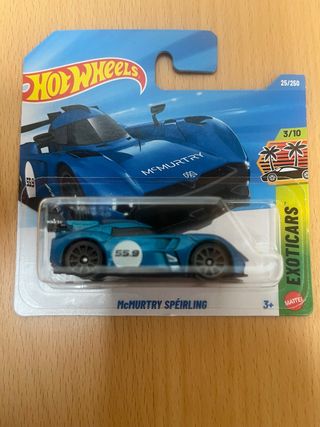 HOT WHEELS
25/250
3/10
McMURTRY
EXOTICARS
55.9
McMURTRY SPÉIRLING
3+
MATTEL